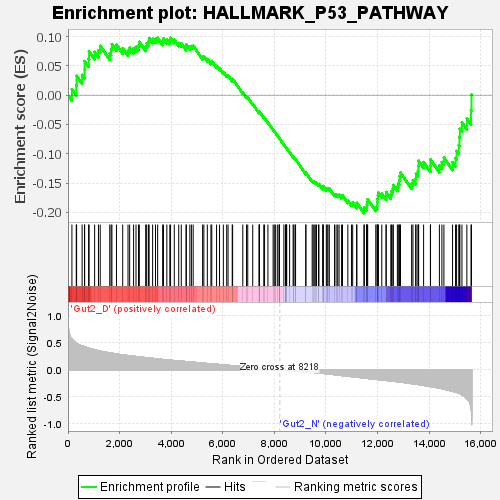 Enrichment plot: HALLMARK_P53_PATHWAY
Enrichment score (ES)
0.10
0.05
0.00
-0.05
-0.10
-0.15
-0.20
'Gut2_D' (positively correlated)
Ranked list metric (Signal2Noise)
1.0
0.5
0.0
-0.5
-1.0
Zero cross at 8218
'Gut2_N' (negatively correlated)
0
2,000
4,000
6,000
8,000
10,000
12,000
14,000
16,000
Rank in Ordered Dataset
Enrichment profile
Hits
Ranking metric scores